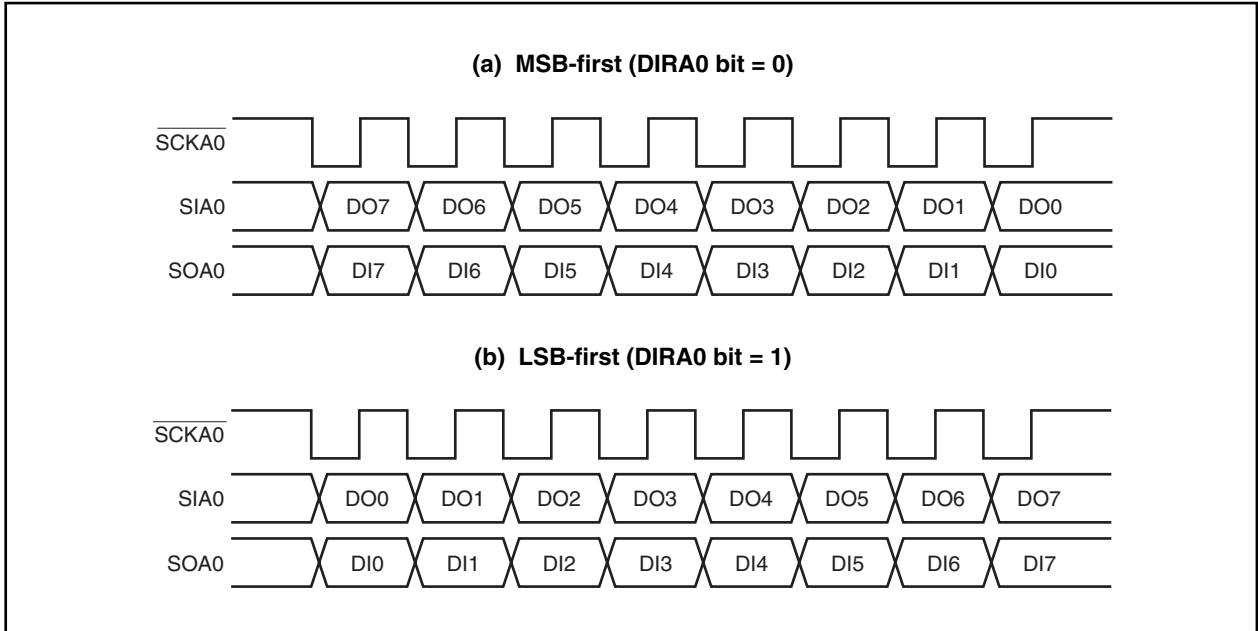 (a) MSB-first (DIRA0 bit = 0)
SCKA0
SIA0 DO7 DO6 DO5 DO4 DO3 DO2 DO1 DO0
SOA0 DI7 DI6 DI5 DI4 DI3 DI2 DI1 DI0
(b) LSB-first (DIRA0 bit = 1)
SCKA0
SIA0 DO0 DO1 DO2 DO3 DO4 DO5 DO6 DO7
SOA0 DI0 DI1 DI2 DI3 DI4 DI5 DI6 DI7